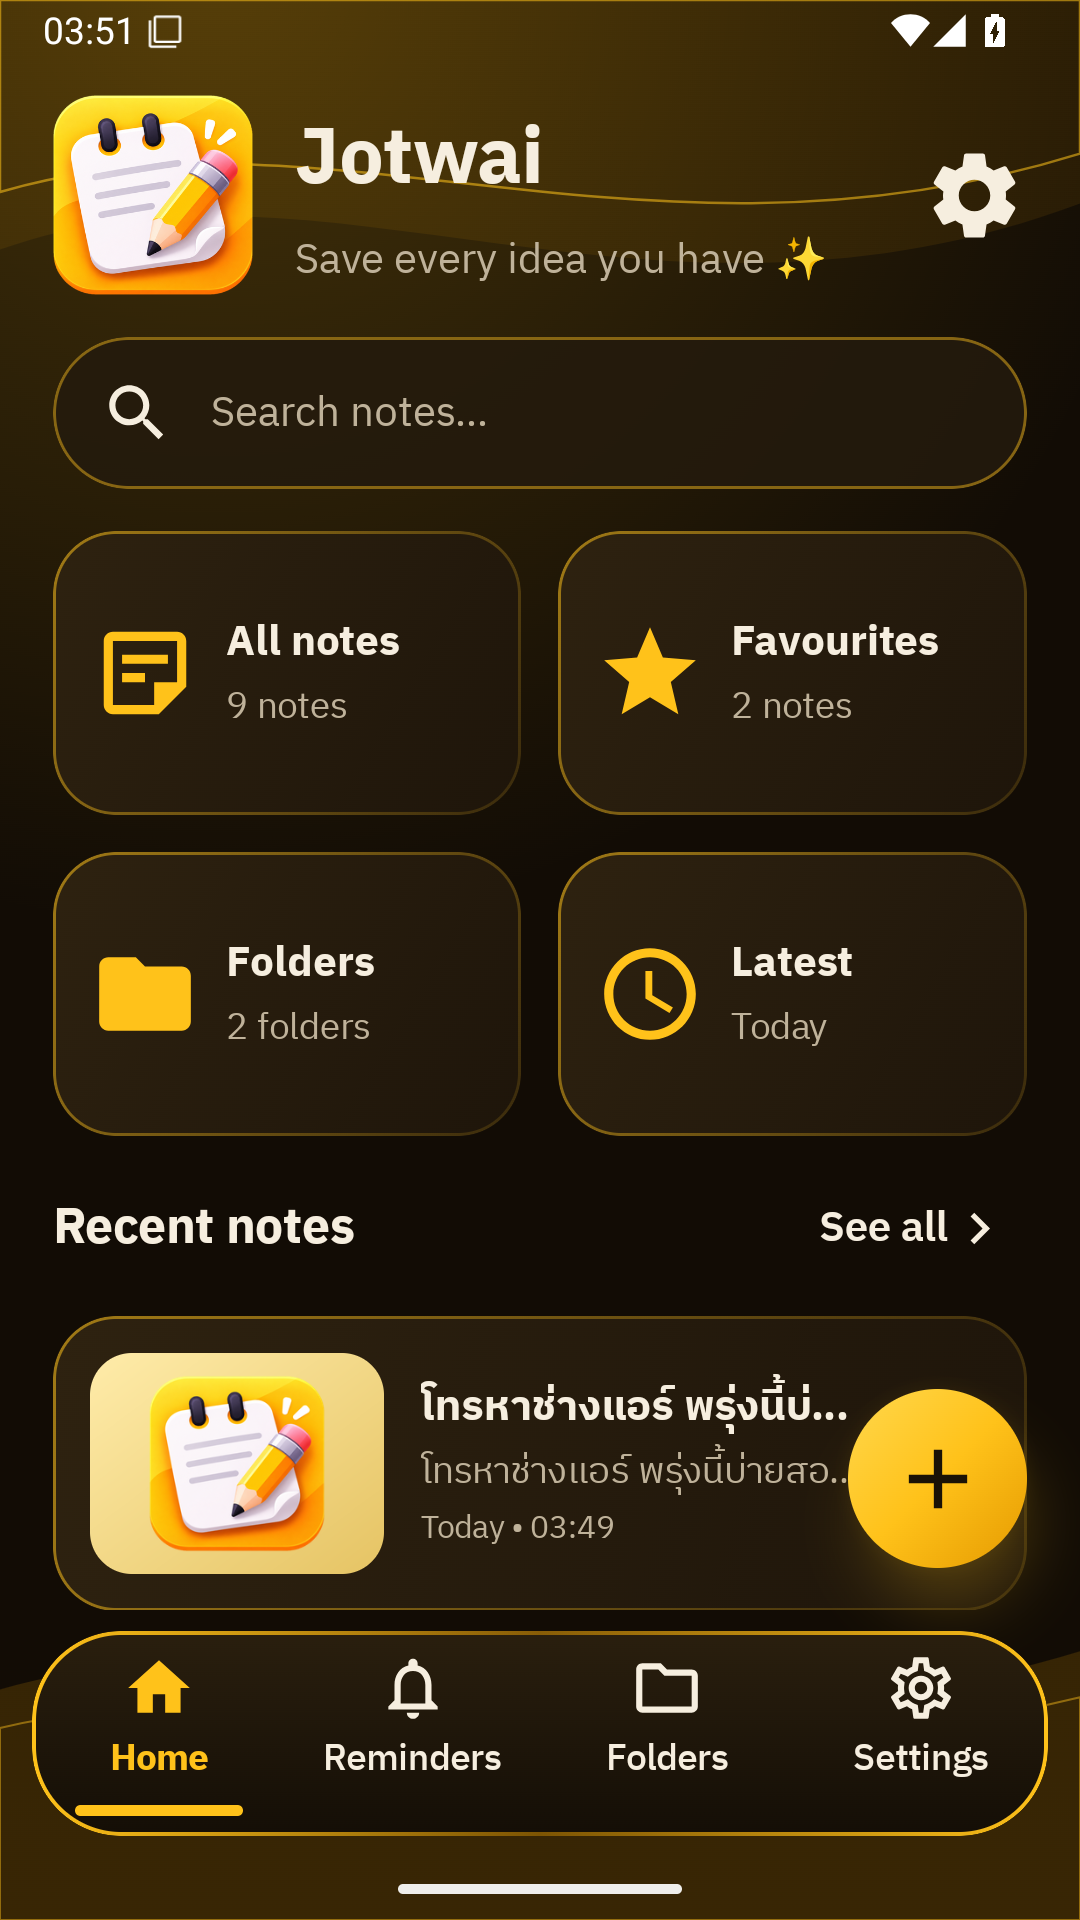 03:51
Jotwai
Save every idea you have ✨
Search notes...
All notes
9 notes
Favourites
2 notes
Folders
2 folders
Latest
Today
Recent notes
See all
โทรหาช่างแอร์ พรุ่งนี้บ่...
โทรหาช่างแอร์ พรุ่งนี้บ่ายสอ..
Today • 03:49
Home
Reminders
Folders
Settings